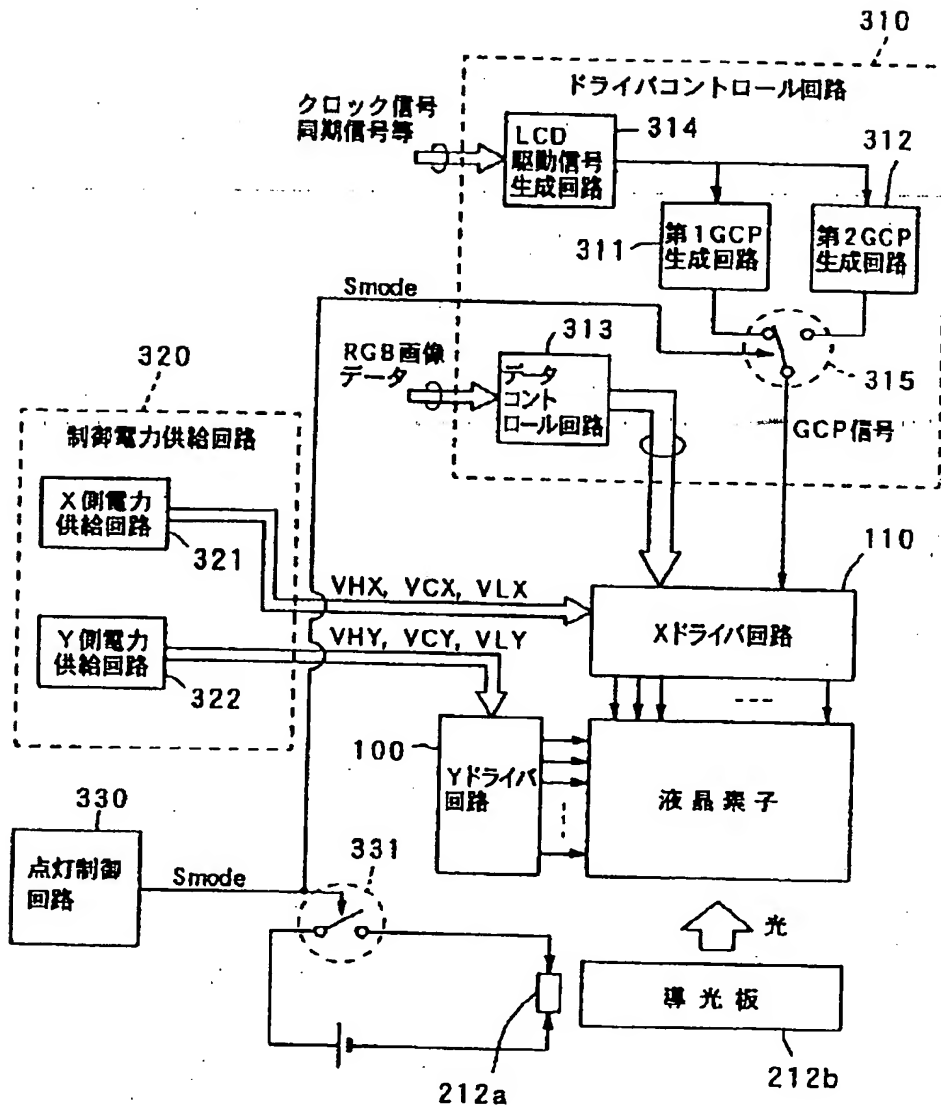 310
ドライバコントロール回路
クロック信号
同期信号等
LCD
駆動信号
生成回路
314
312
311
第1GCP
生成回路
第2GCP
生成回路
Smode
315
GCP信号
RGB画像
データ
313
データ
コント
ロール回路
320
制御電力供給回路
X側電力
供給回路
321
VHX, VCX, VLX
110
Xドライバ回路
Y側電力
供給回路
322
VHY, VCY, VLY
100
Yドライバ
回路
液晶素子
330
点灯制御
回路
Smode
331
光
導光板
212a
212b